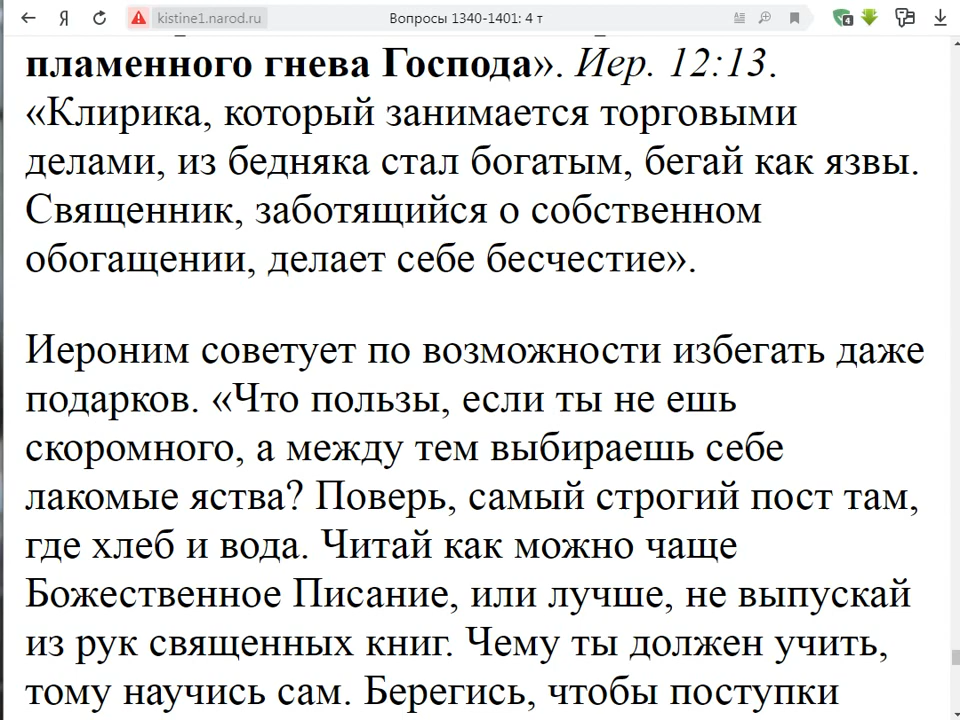 Я
kistine1.narod.ru
Вопросы 1340-1401: 4 т
4
пламенного гнева Господа». Иер. 12:13.
«Клирика, который занимается торговыми
делами, из бедняка стал богатым, бегай как язвы.
Священник, заботящийся о собственном
обогащении, делает себе бесчестие».
Иероним советует по возможности избегать даже
подарков. «Что пользы, если ты не ешь
скоромного, а между тем выбираешь себе
лакомые яства? Поверь, самый строгий пост там,
где хлеб и вода. Читай как можно чаще
Божественное Писание, или лучше, не выпускай
из рук священных книг. Чему ты должен учить,
тому научись сам. Берегись, чтобы поступки